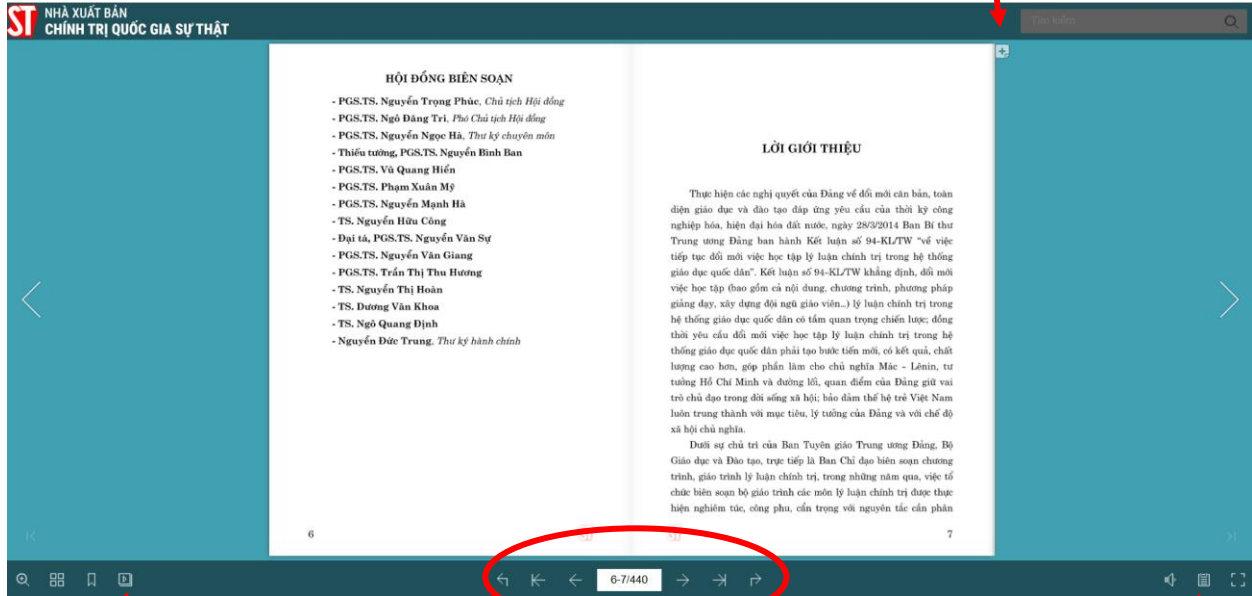 ST NHÀ XUẤT BẢN
CHÍNH TRỊ QUỐC GIA SỰ THẬT
Tìm kiếm
HỘI ĐỒNG BIÊN SOẠN
- PGS.TS. Nguyễn Trọng Phúc, Chủ tịch Hội đồng
- PGS.TS. Ngô Đăng Tri, Phó Chủ tịch Hội đồng
- PGS.TS. Nguyễn Ngọc Hà, Thư ký chuyên môn
- Thiếu tướng, PGS.TS. Nguyễn Bình Ban
- PGS.TS. Vũ Quang Hiển
- PGS.TS. Phạm Xuân Mỹ
- PGS.TS. Nguyễn Mạnh Hà
- TS. Nguyễn Hữu Công
- Đại tá, PGS.TS. Nguyễn Văn Sự
- PGS.TS. Nguyễn Văn Giang
- PGS.TS. Trần Thị Thu Hương
- TS. Nguyễn Thị Hoàn
- TS. Dương Văn Khoa
- TS. Ngô Quang Định
- Nguyễn Đức Trung, Thư ký hành chính
6
ST
LỜI GIỚI THIỆU
Thực hiện các nghị quyết của Đảng về đổi mới căn bản, toàn
diện giáo dục và đào tạo đáp ứng yêu cầu của thời kỳ công
nghiệp hóa, hiện đại hóa đất nước, ngày 28/3/2014 Ban Bí thư
Trung ương Đảng ban hành Kết luận số 94-KL/TW “về việc
tiếp tục đổi mới việc học tập lý luận chính trị trong hệ thống
giáo dục quốc dân”. Kết luận số 94-KL/TW khẳng định, đổi mới
việc học tập (bao gồm cả nội dung, chương trình, phương pháp
giảng dạy, xây dựng đội ngũ giáo viên...) lý luận chính trị trong
hệ thống giáo dục quốc dân có tầm quan trọng chiến lược; đồng
thời yêu cầu đổi mới việc học tập lý luận chính trị trong hệ
thống giáo dục quốc dân phải tạo bước tiến mới, có kết quả, chất
lượng cao hơn, góp phần làm cho chủ nghĩa Mác - Lênin, tư
tưởng Hồ Chí Minh và đường lối, quan điểm của Đảng giữ vai
trò chủ đạo trong đời sống xã hội; bảo đảm thế hệ trẻ Việt Nam
luôn trung thành với mục tiêu, lý tưởng của Đảng và với chế độ
xã hội chủ nghĩa.
Dưới sự chủ trì của Ban Tuyên giáo Trung ương Đảng, Bộ
Giáo dục và Đào tạo, trực tiếp là Ban Chỉ đạo biên soạn chương
trình, giáo trình lý luận chính trị, trong những năm qua, việc tổ
chức biên soạn bộ giáo trình các môn lý luận chính trị được thực
hiện nghiêm túc, công phu, cẩn trọng với nguyên tắc cần phân
ST
7
6-7/440